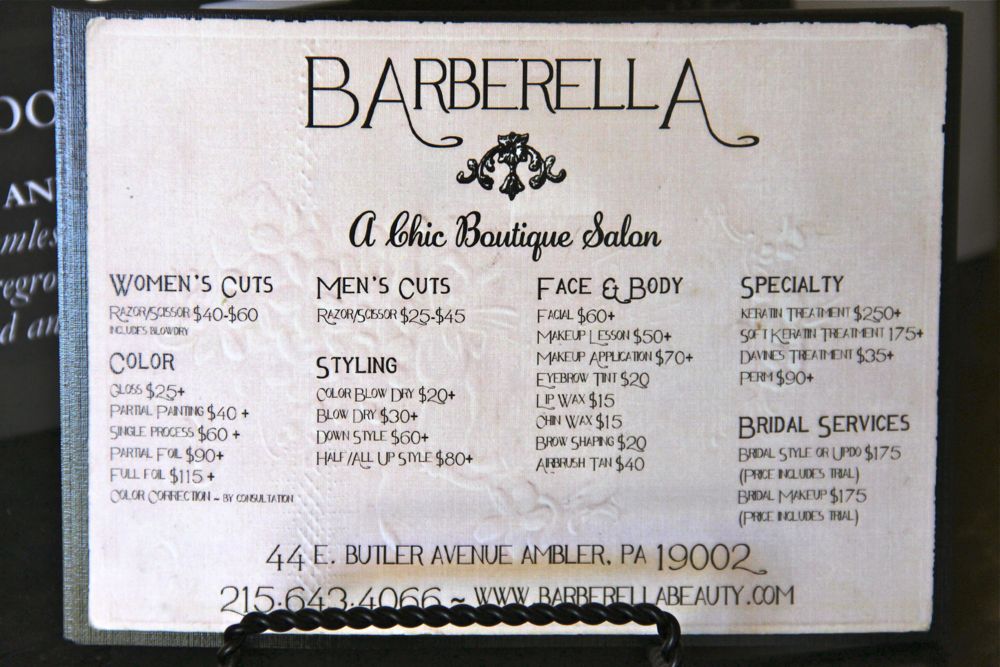 BARBERELLA
A Chic Boutique Salon
WOMEN'S CUTS
RAZOR/SCISSOR $40-$60
INCLUDES BLOWDRY
COLOR
GLOSS $25+
PARTIAL PAINTING $40 +
SINGLE PROCESS $60 +
PARTIAL FOIL $90+
FULL FOIL $115 +
COLOR CORRECTION ~ BY CONSULTATION
MEN'S CUTS
RAZOR/SCISSOR $25-$45
STYLING
COLOR BLOW DRY $20+
BLOW DRY $30+
DOWN STYLE $60+
HALF/ALL UP STYLE $80+
FACE & BODY
FACIAL $60+
MAKEUP LESSON $50+
MAKEUP APPLICATION $70+
EYEBROW TINT $20
LIP WAX $15
CHIN WAX $15
BROW SHAPING $20
AIRBRUSH TAN $40
SPECIALTY
KERATIN TREATMENT $250+
SOFT KERATIN TREATMENT 175+
DAVINES TREATMENT $35+
PERM $90+
BRIDAL SERVICES
BRIDAL STYLE OR UPDO $175
(PRICE INCLUDES TRIAL)
BRIDAL MAKEUP $175
(PRICE INCLUDES TRIAL)
44 E. BUTLER AVENUE AMBLER, PA 19002
215.643.4066 ~ WWW.BARBERELLABEAUTY.COM